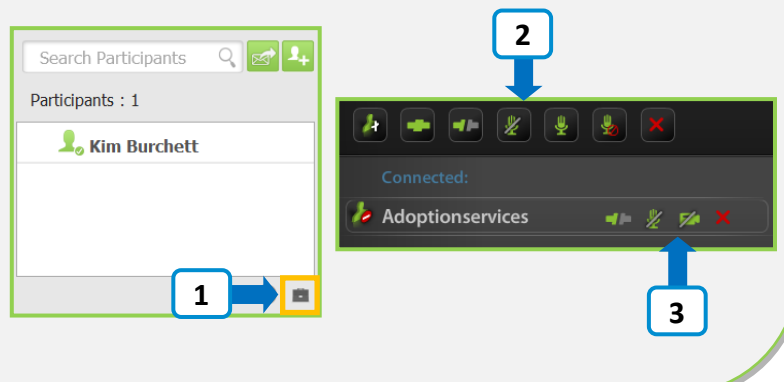 2
Search Participants
Participants : 1
Kim Burchett
Connected:
Adoptionservices
1
3